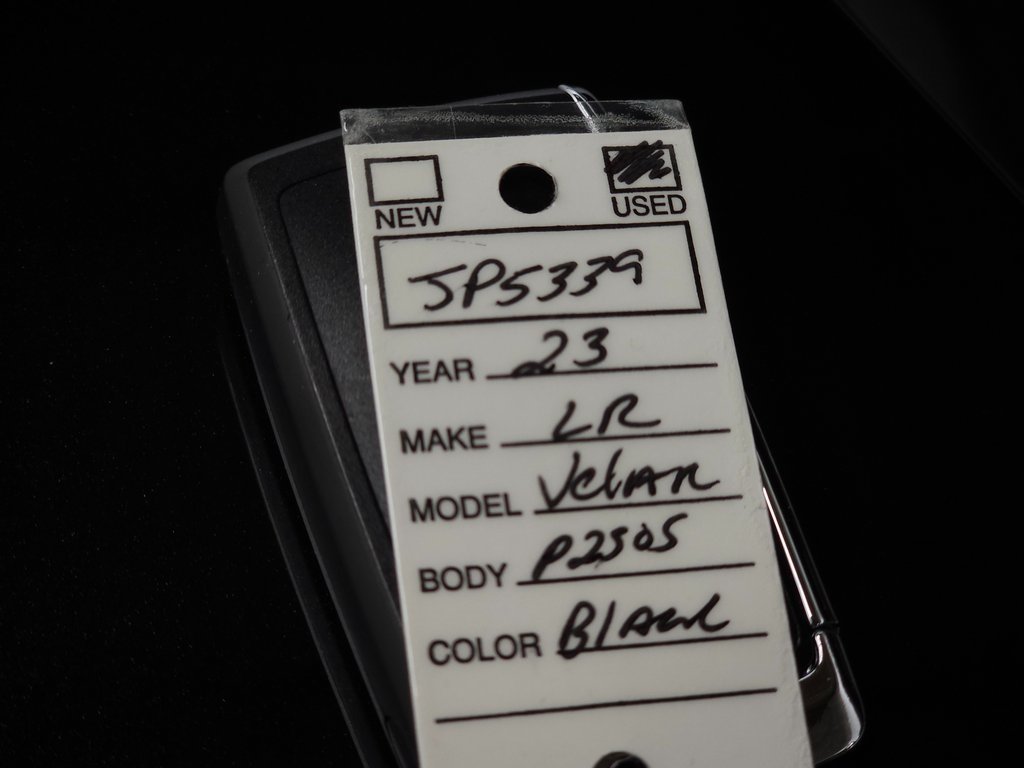 NEW USED
JP5339
YEAR 23
MAKE LR
MODEL Velar
BODY P250S
COLOR Black